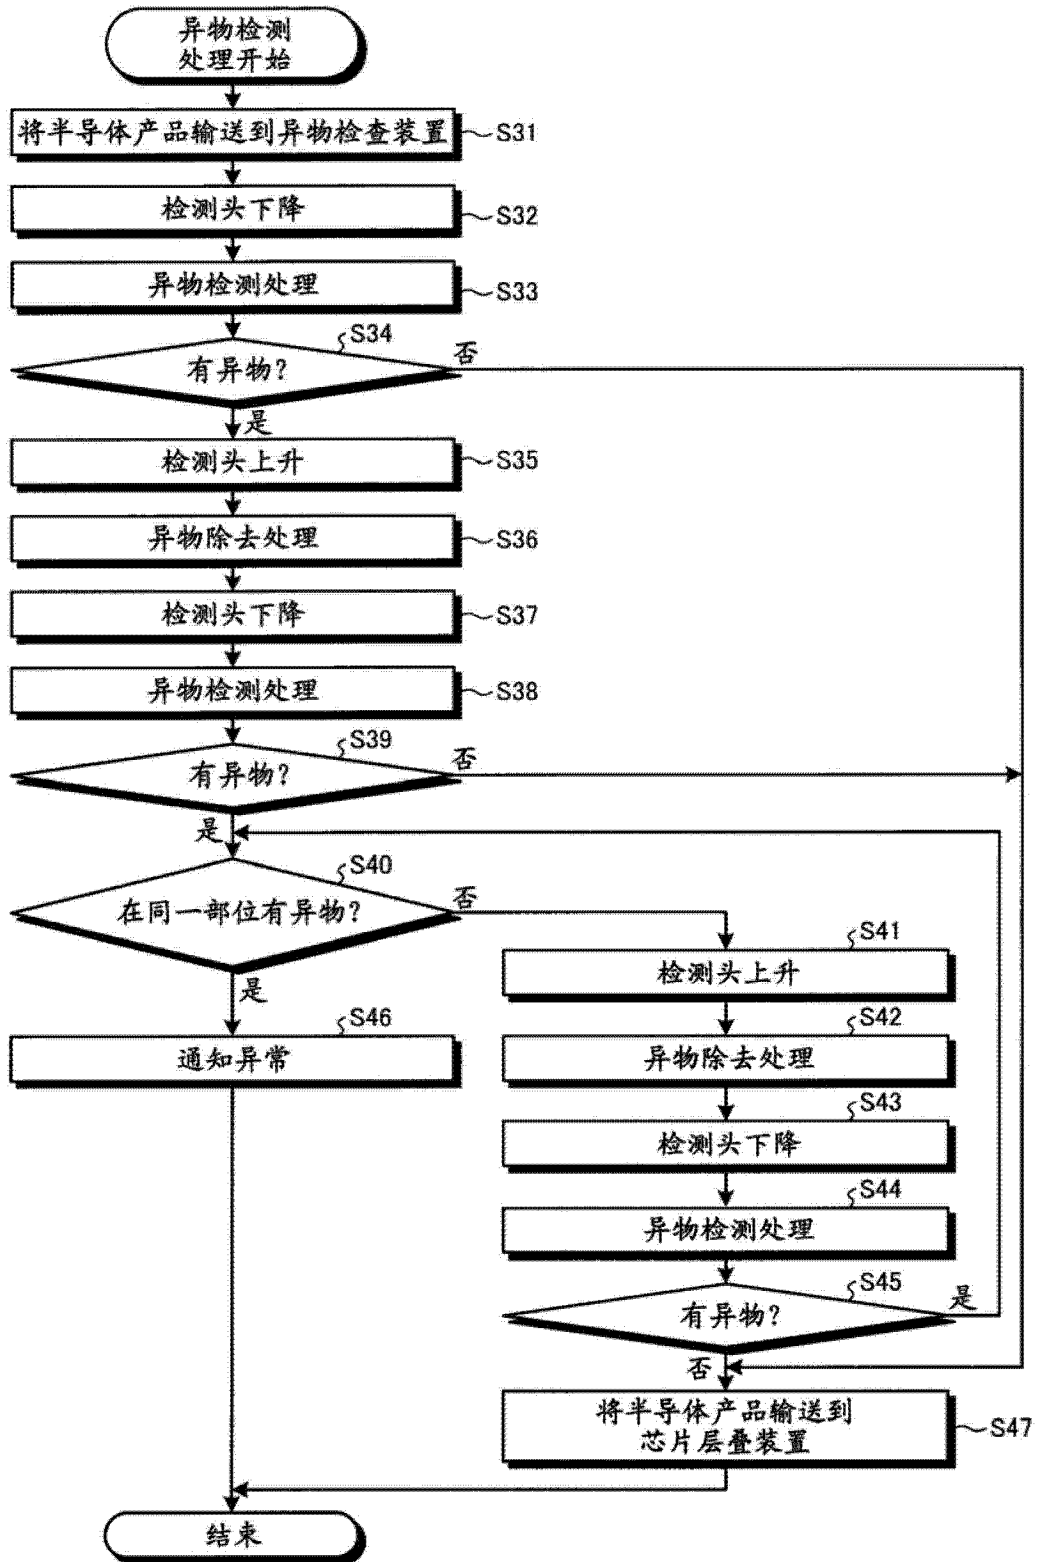 异物检测
处理开始
将半导体产品输送到异物检查装置
S31
检测头下降
S32
异物检测处理
S33
S34
有异物?
否
是
检测头上升
S35
异物除去处理
S36
检测头下降
S37
异物检测处理
S38
S39
有异物?
否
是
S40
在同一部位有异物?
否
是
S41
检测头上升
S46
通知异常
S42
异物除去处理
S43
检测头下降
S44
异物检测处理
S45
有异物?
是
否
将半导体产品输送到
芯片层叠装置
S47
结束